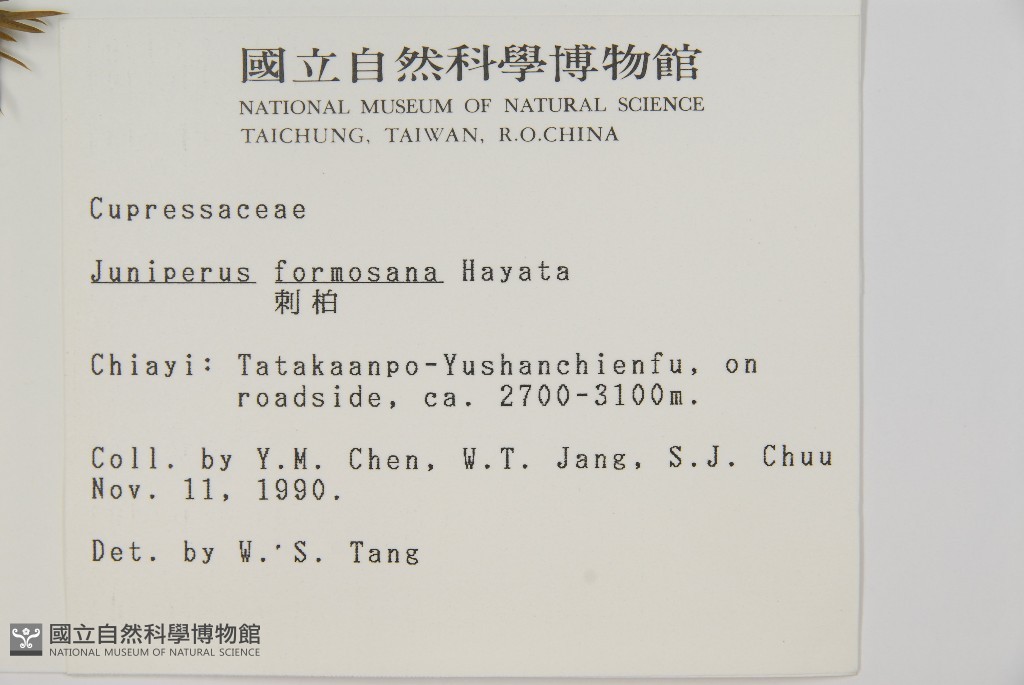 國立自然科學博物館
NATIONAL MUSEUM OF NATURAL SCIENCE
TAICHUNG, TAIWAN, R.O.CHINA
Cupressaceae
Juniperus formosana Hayata
刺柏
Chiayi: Tatakaanpo-Yushanchienfu, on
roadside, ca. 2700-3100m.
Coll. by Y.M. Chen, W.T. Jang, S.J. Chuu
Nov. 11, 1990.
Det. by W. S. Tang
國立自然科學博物館
NATIONAL MUSEUM OF NATURAL SCIENCE